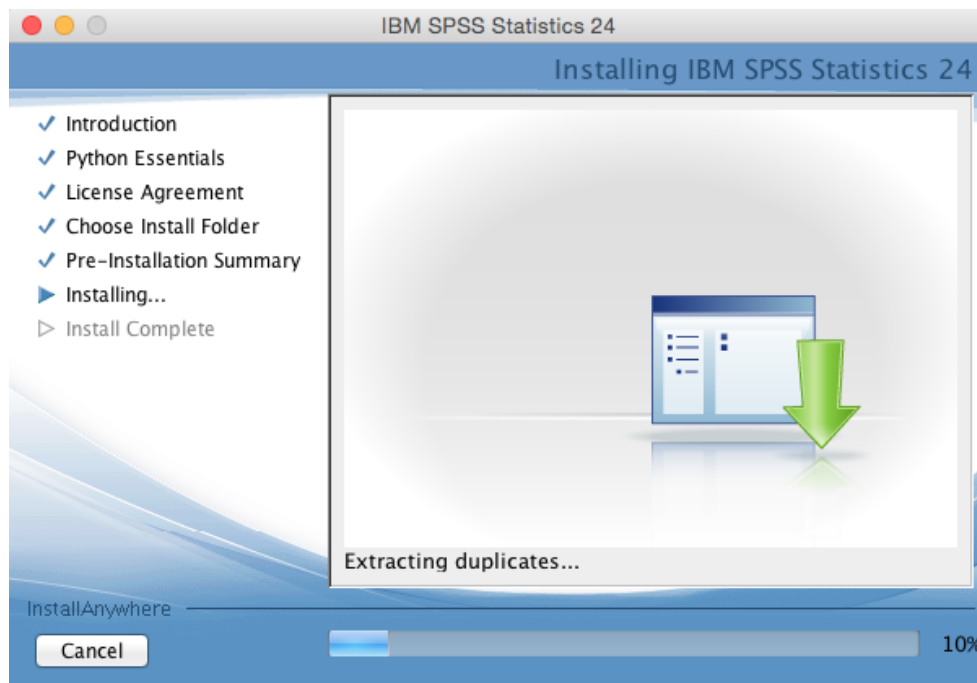 IBM SPSS Statistics 24
Installing IBM SPSS Statistics 24
Introduction
Python Essentials
License Agreement
Choose Install Folder
Pre-Installation Summary
Installing...
Install Complete
Extracting duplicates...
InstallAnywhere
Cancel
10%